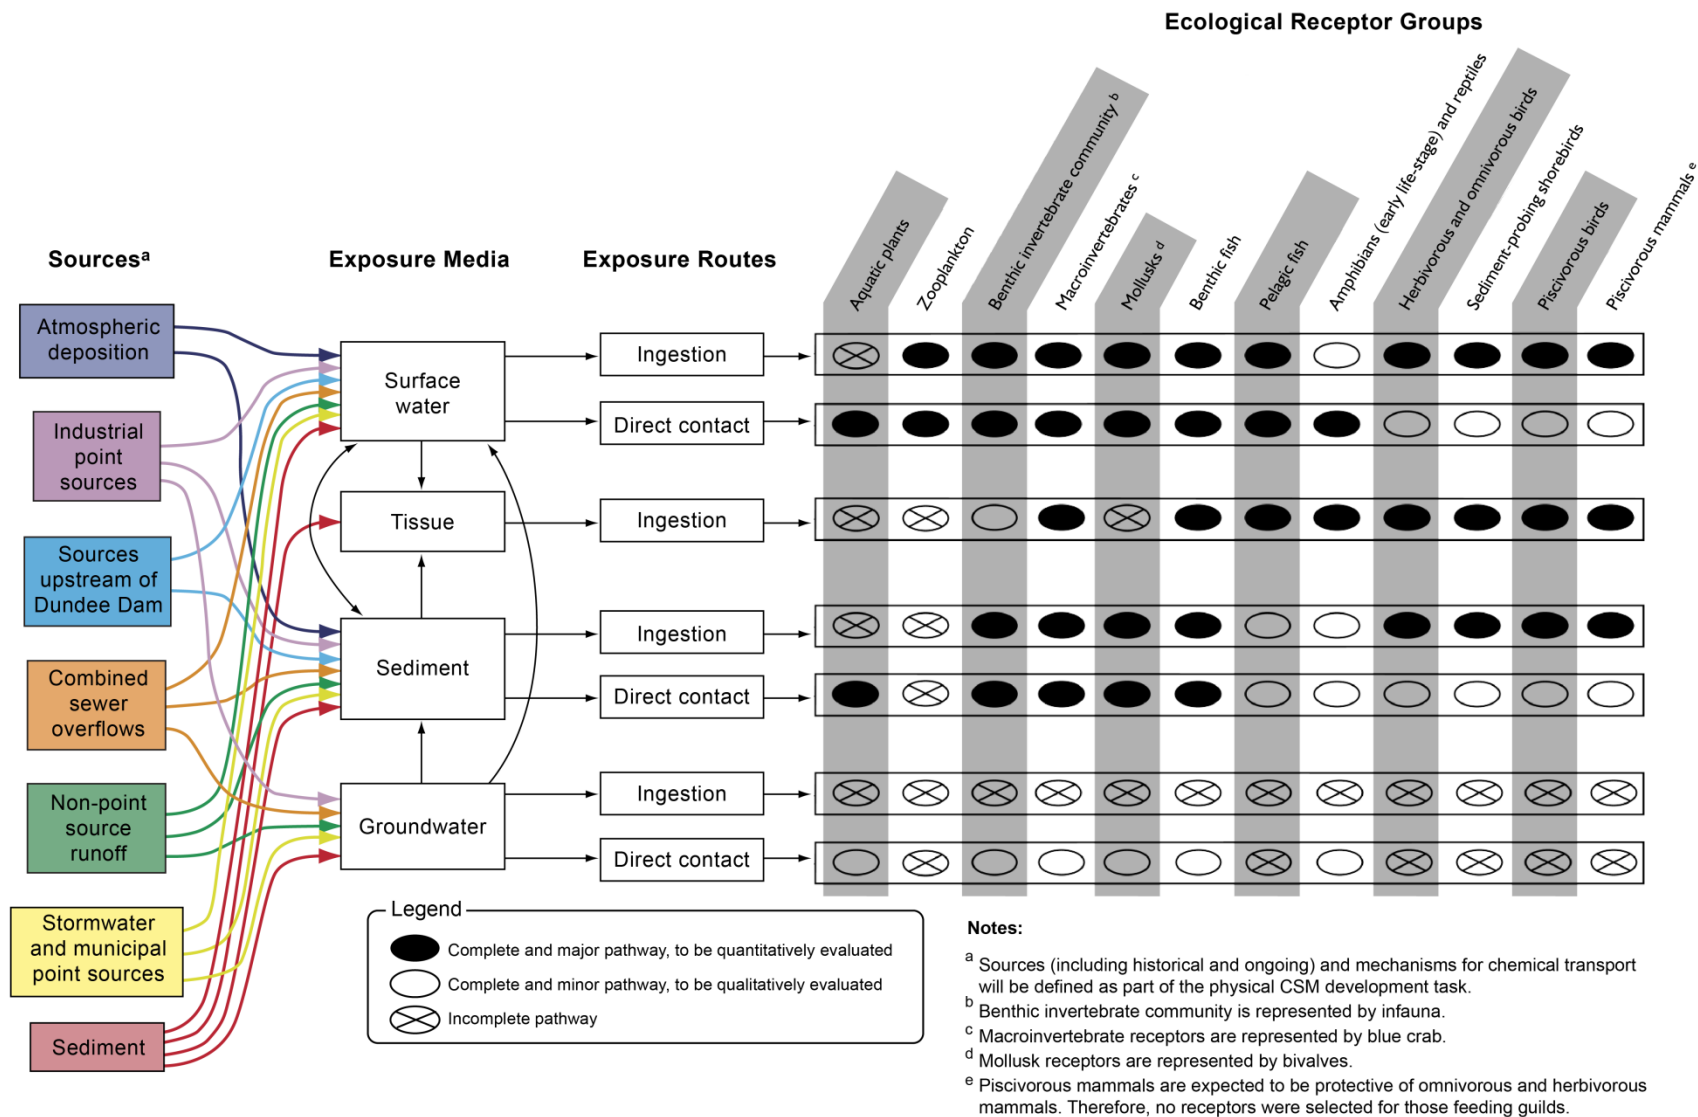 Ecological Receptor Groups
Aquatic plants
Zooplankton
Benthic invertebrate community b
Macroinvertebrates c
Mollusks d
Benthic fish
Pelagic fish
Amphibians (early life-stage) and reptiles
Herbivorous and omnivorous birds
Sediment-probing shorebirds
Piscivorous birds
Piscivorous mammals e
Sourcesa
Exposure Media
Exposure Routes
Atmospheric
deposition
Industrial
point
sources
Sources
upstream of
Dundee Dam
Combined
sewer
overflows
Non-point
source
runoff
Stormwater
and municipal
point sources
Sediment
Surface
water
Tissue
Sediment
Groundwater
Ingestion
Direct contact
Ingestion
Ingestion
Direct contact
Ingestion
Direct contact
Legend
Complete and major pathway, to be quantitatively evaluated
Complete and minor pathway, to be qualitatively evaluated
Incomplete pathway
Notes:
a Sources (including historical and ongoing) and mechanisms for chemical transport
will be defined as part of the physical CSM development task.
b Benthic invertebrate community is represented by infauna.
c Macroinvertebrate receptors are represented by blue crab.
d Mollusk receptors are represented by bivalves.
e Piscivorous mammals are expected to be protective of omnivorous and herbivorous
mammals. Therefore, no receptors were selected for those feeding guilds.